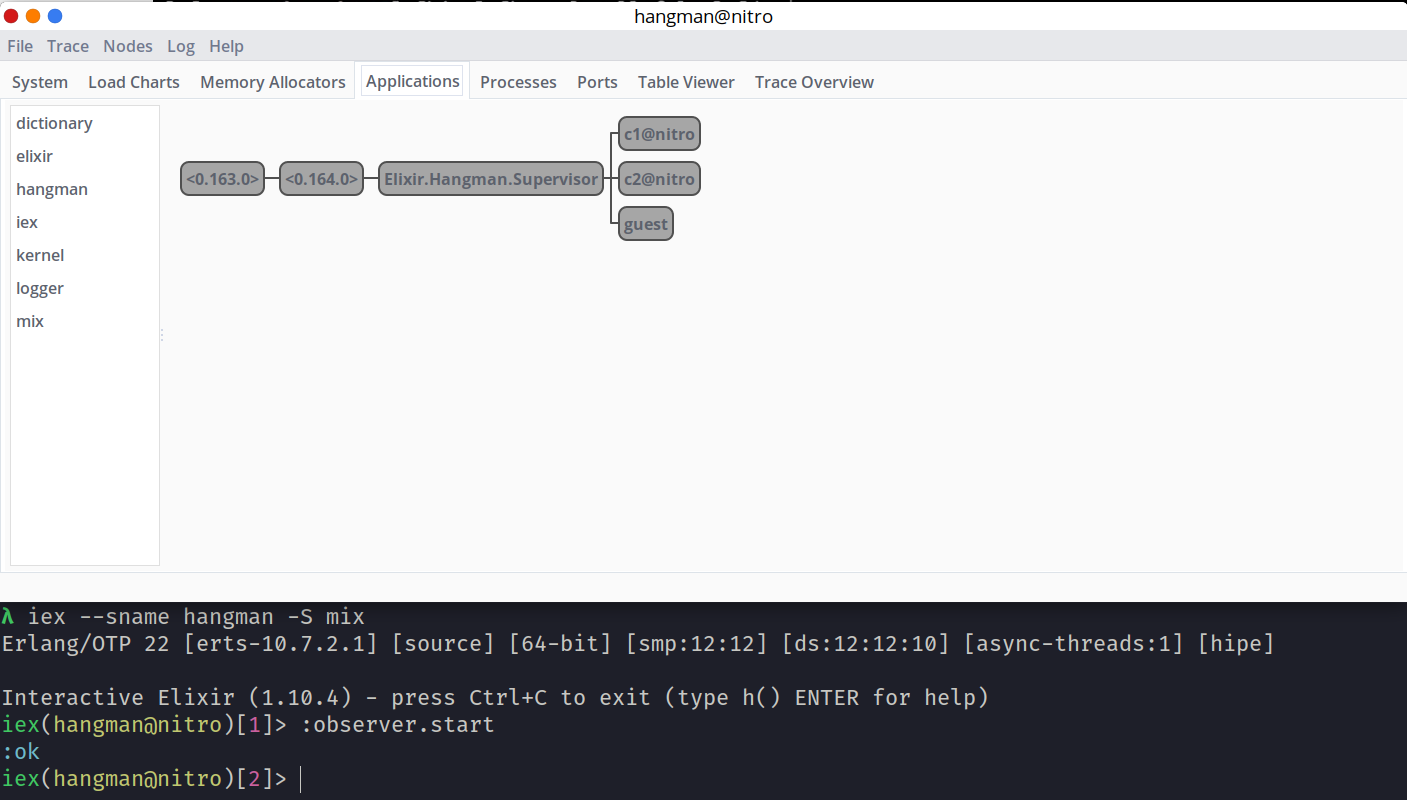 hangman@nitro
File Trace Nodes Log Help
System Load Charts Memory Allocators Applications Processes Ports Table Viewer Trace Overview
dictionary
elixir
hangman
iex
kernel
logger
mix
<0.163.0> <0.164.0> Elixir.Hangman.Supervisor
c1@nitro
c2@nitro
guest
λ iex --sname hangman -S mix
Erlang/OTP 22 [erts-10.7.2.1] [source] [64-bit] [smp:12:12] [ds:12:12:10] [async-threads:1] [hipe]
Interactive Elixir (1.10.4) - press Ctrl+C to exit (type h() ENTER for help)
iex(hangman@nitro)[1]> :observer.start
:ok
iex(hangman@nitro)[2]>